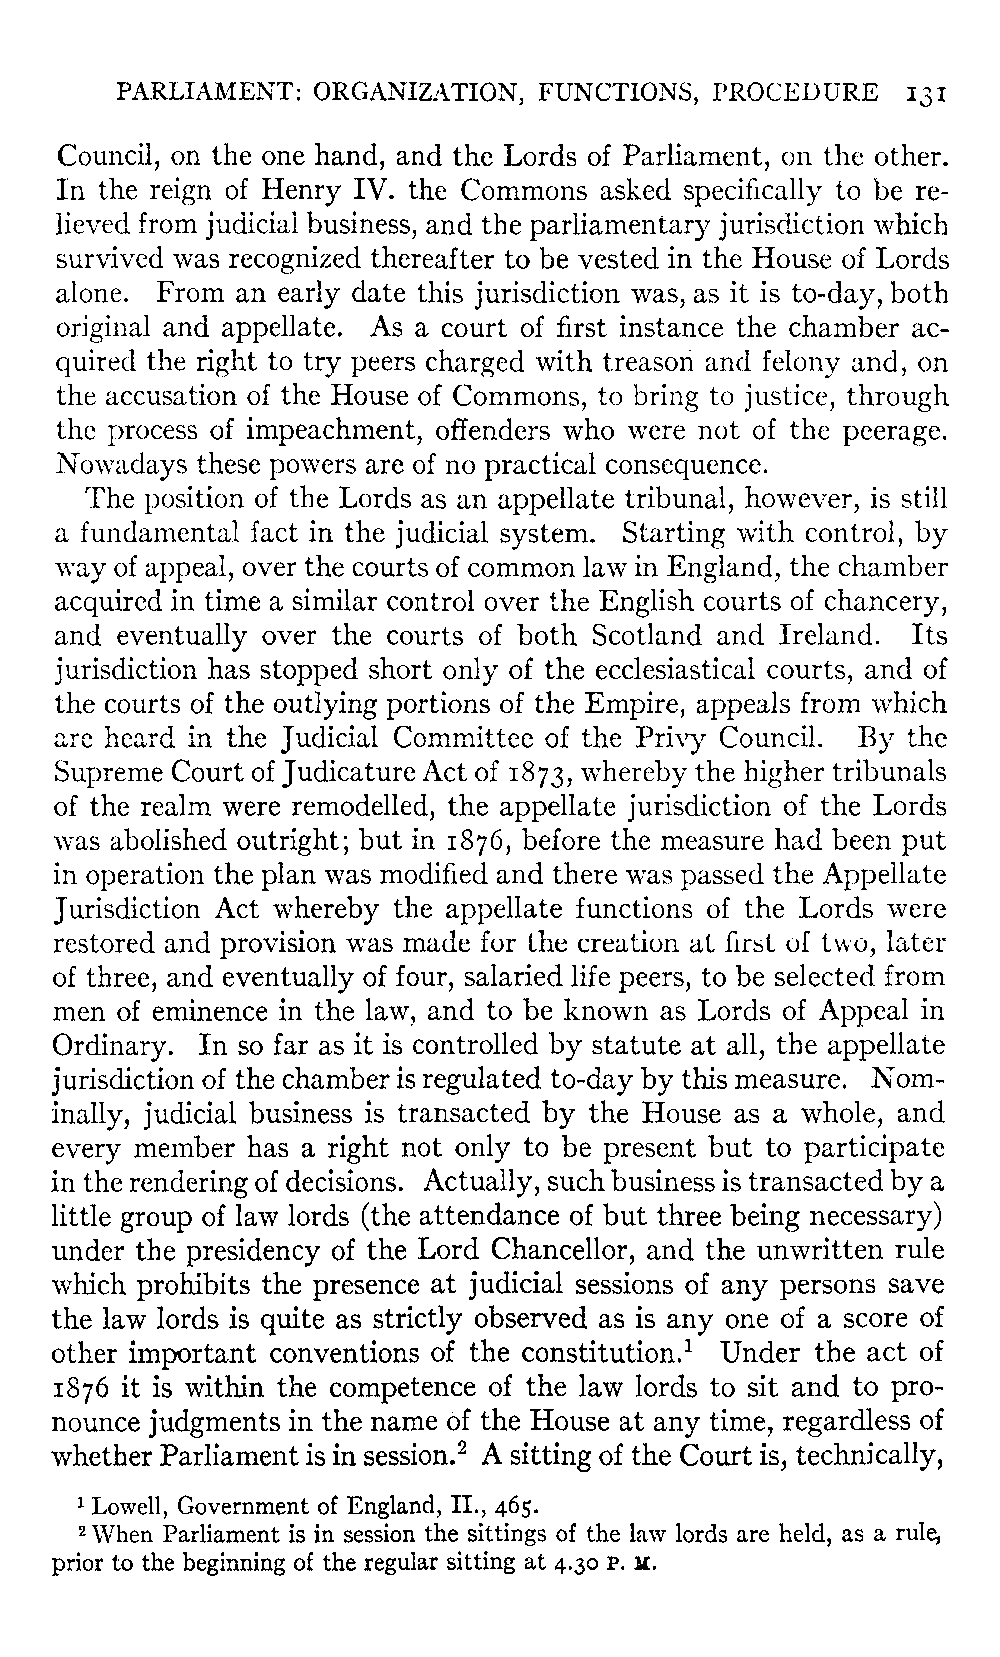 PARLIAMENT: ORGANIZATION, FUNCTIONS, PROCEDURE 131
Council, on the one hand, and the Lords of Parliament, on the other.
In the reign of Henry IV. the Commons asked specifically to be re-
lieved from judicial business, and the parliamentary jurisdiction which
survived was recognized thereafter to be vested in the House of Lords
alone. From an early date this jurisdiction was, as it is to-day, both
original and appellate. As a court of first instance the chamber ac-
quired the right to try peers charged with treason and felony and, on
the accusation of the House of Commons, to bring to justice, through
the process of impeachment, offenders who were not of the peerage.
Nowadays these powers are of no practical consequence.
The position of the Lords as an appellate tribunal, however, is still
a fundamental fact in the judicial system. Starting with control, by
way of appeal, over the courts of common law in England, the chamber
acquired in time a similar control over the English courts of chancery,
and eventually over the courts of both Scotland and Ireland. Its
jurisdiction has stopped short only of the ecclesiastical courts, and of
the courts of the outlying portions of the Empire, appeals from which
are heard in the Judicial Committee of the Privy Council. By the
Supreme Court of Judicature Act of 1873, whereby the higher tribunals
of the realm were remodelled, the appellate jurisdiction of the Lords
was abolished outright; but in 1876, before the measure had been put
in operation the plan was modified and there was passed the Appellate
Jurisdiction Act whereby the appellate functions of the Lords were
restored and provision was made for the creation at first of two, later
of three, and eventually of four, salaried life peers, to be selected from
men of eminence in the law, and to be known as Lords of Appeal in
Ordinary. In so far as it is controlled by statute at all, the appellate
jurisdiction of the chamber is regulated to-day by this measure. Nom-
inally, judicial business is transacted by the House as a whole, and
every member has a right not only to be present but to participate
in the rendering of decisions. Actually, such business is transacted by a
little group of law lords (the attendance of but three being necessary)
under the presidency of the Lord Chancellor, and the unwritten rule
which prohibits the presence at judicial sessions of any persons save
the law lords is quite as strictly observed as is any one of a score of
other important conventions of the constitution.¹ Under the act of
1876 it is within the competence of the law lords to sit and to pro-
nounce judgments in the name of the House at any time, regardless of
whether Parliament is in session.² A sitting of the Court is, technically,
¹ Lowell, Government of England, II., 465.
² When Parliament is in session the sittings of the law lords are held, as a rule,
prior to the beginning of the regular sitting at 4.30 P. M.